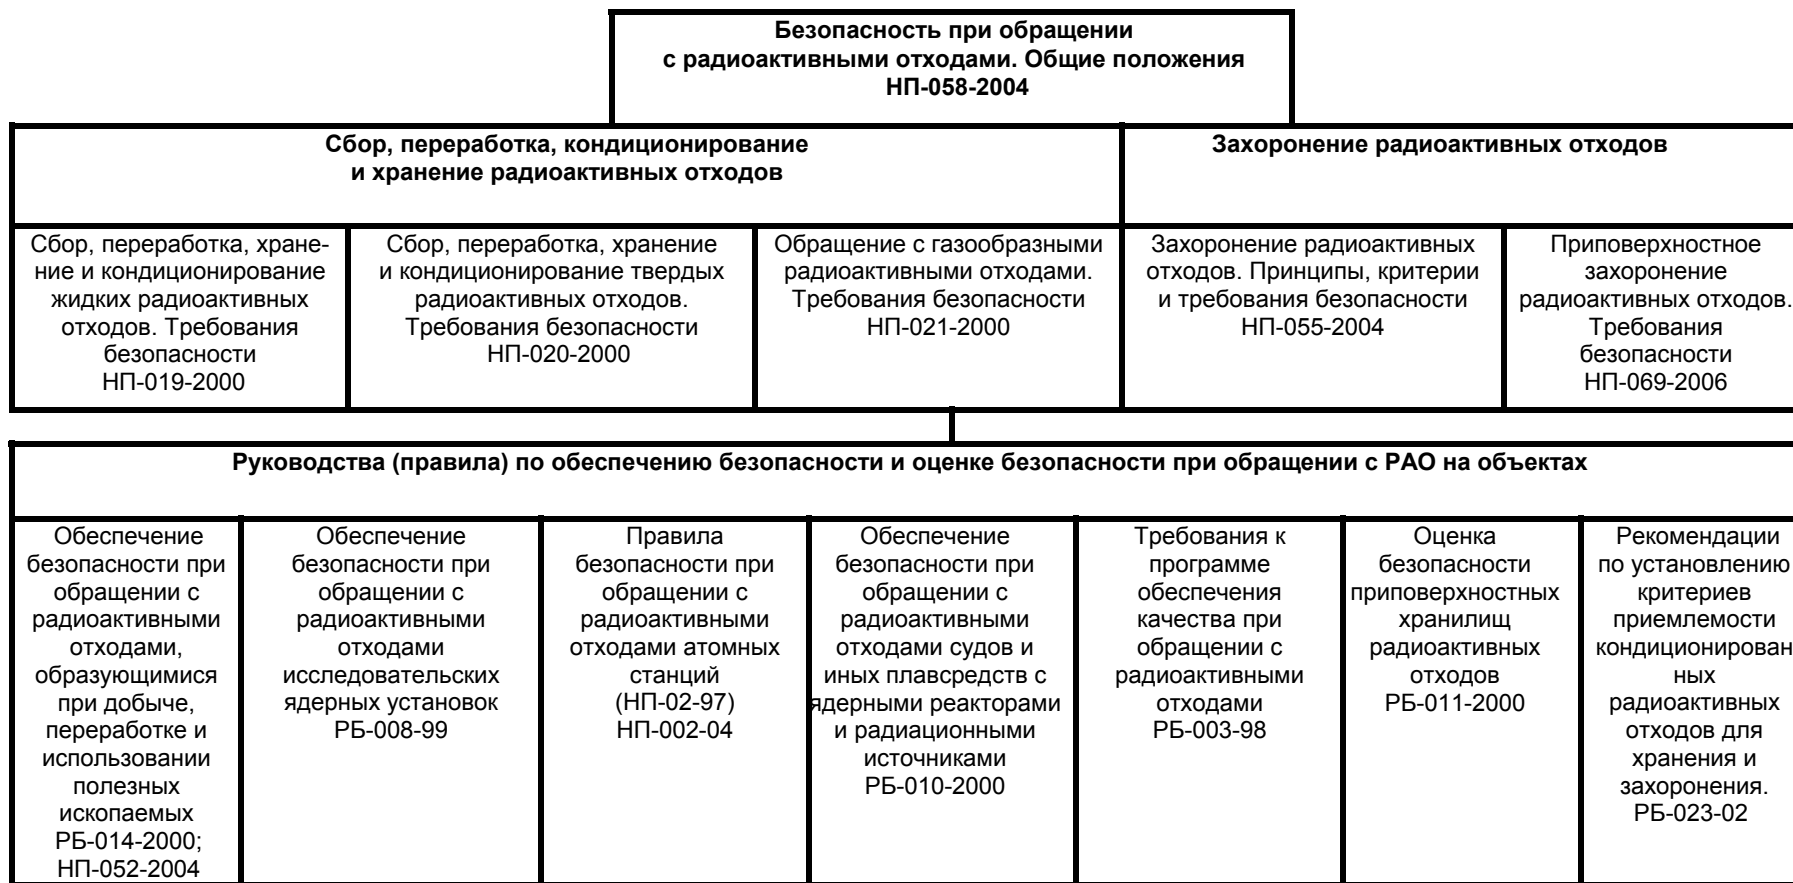 Безопасность при обращении
с радиоактивными отходами. Общие положения
НП-058-2004
Сбор, переработка, кондиционирование
и хранение радиоактивных отходов
Захоронение радиоактивных отходов
Сбор, переработка, хране-
ние и кондиционирование
жидких радиоактивных
отходов. Требования
безопасности
НП-019-2000
Сбор, переработка, хранение
и кондиционирование твердых
радиоактивных отходов.
Требования безопасности
НП-020-2000
Обращение с газообразными
радиоактивными отходами.
Требования безопасности
НП-021-2000
Захоронение радиоактивных
отходов. Принципы, критерии
и требования безопасности
НП-055-2004
Приповерхностное
захоронение
радиоактивных отходов.
Требования
безопасности
НП-069-2006
Руководства (правила) по обеспечению безопасности и оценке безопасности при обращении с РАО на объектах
Обеспечение
безопасности при
обращении с
радиоактивными
отходами,
образующимися
при добыче,
переработке и
использовании
полезных
ископаемых
РБ-014-2000;
НП-052-2004
Обеспечение
безопасности при
обращении с
радиоактивными
отходами
исследовательских
ядерных установок
РБ-008-99
Правила
безопасности при
обращении с
радиоактивными
отходами атомных
станций
(НП-02-97)
НП-002-04
Обеспечение
безопасности при
обращении с
радиоактивными
отходами судов и
иных плавсредств с
ядерными реакторами
и радиационными
источниками
РБ-010-2000
Требования к
программе
обеспечения
качества при
обращении с
радиоактивными
отходами
РБ-003-98
Оценка
безопасности
приповерхностных
хранилищ
радиоактивных
отходов
РБ-011-2000
Рекомендации
по установлению
критериев
приемлемости
кондиционирован
ных
радиоактивных
отходов для
хранения и
захоронения.
РБ-023-02